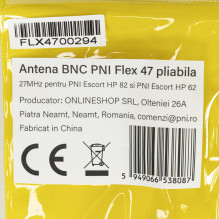 FLX4700294
Antena BNC PNI Flex 47 pliabila
27MHz pentru PNI Escort HP 82 si PNI Escort HP 62
Producator: ONLINESHOP SRL, Olteniei 26A
Piatra Neamt, Neamt, Romania, comenzi@pni.ro
Fabricat in China
CE
5 949066 538087